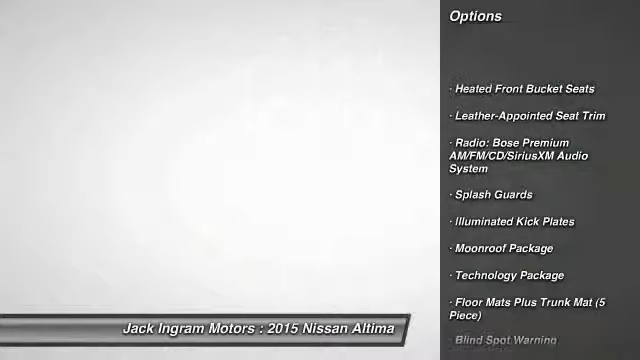 Options
· Heated Front Bucket Seats
· Leather-Appointed Seat Trim
· Radio: Bose Premium
AM/FM/CD/SiriusXM Audio
System
· Splash Guards
· Illuminated Kick Plates
· Moonroof Package
· Technology Package
· Floor Mats Plus Trunk Mat (5
Piece)
· Blind Spot Warning
Jack Ingram Motors : 2015 Nissan Altima